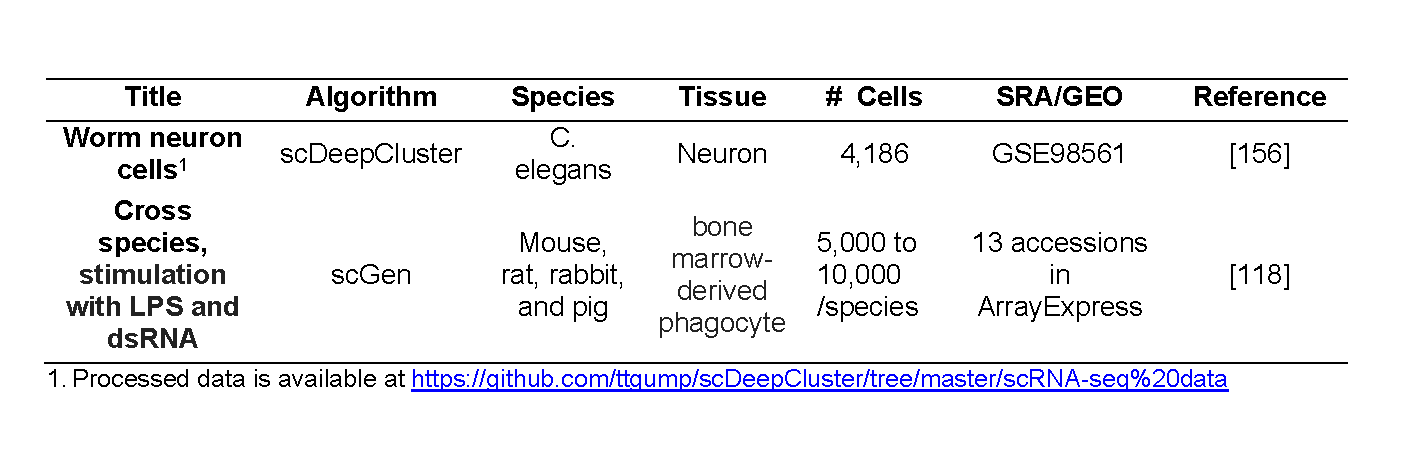 Title Algorithm Species Tissue # Cells SRA/GEO Reference
Worm neuron
cells1
scDeepCluster
C.
elegans
Neuron
4,186
GSE98561
[156]
Cross
species,
stimulation
with LPS and
dsRNA
scGen
Mouse,
rat, rabbit,
and pig
bone
marrow-
derived
phagocyte
5,000 to
10,000
/species
13 accessions
in
ArrayExpress
[118]
1. Processed data is available at https://github.com/ttgump/scDeepCluster/tree/master/scRNA-seq%20data